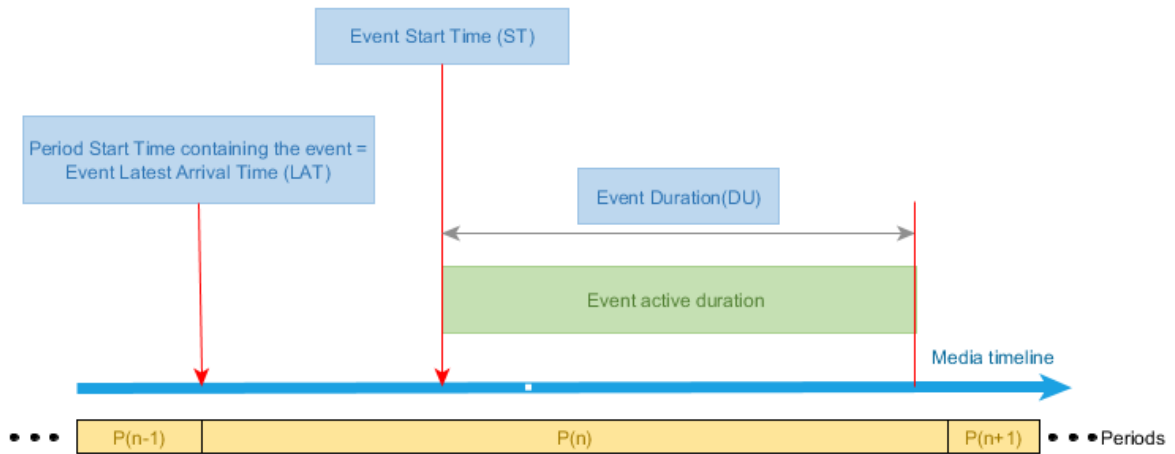 Event Start Time (ST)
Period Start Time containing the event =
Event Latest Arrival Time (LAT)
Event Duration(DU)
Event active duration
Media timeline
P(n-1)
P(n)
P(n+1)
Periods